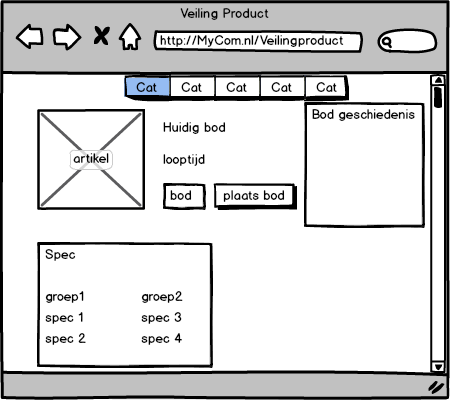 Veiling Product
http://MyCom.nl/Veilingproduct
Cat Cat Cat Cat Cat
artikel
Huidig bod
looptijd
bod plaats bod
Bod geschiedenis
Spec
groep1 groep2
spec 1 spec 3
spec 2 spec 4